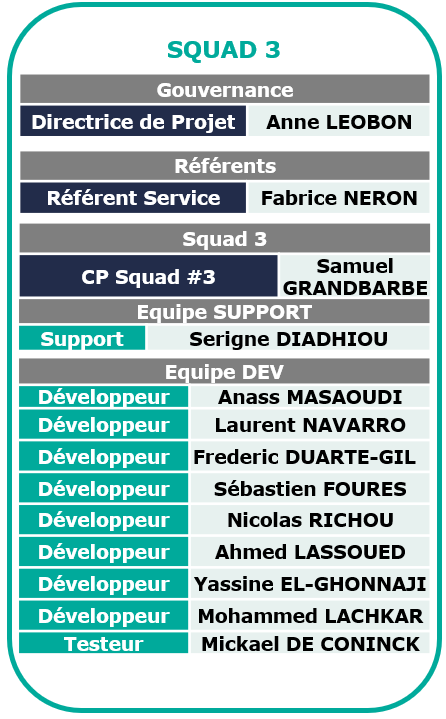 SQUAD 3
Gouvernance
Directrice de Projet Anne LEOBON
Référents
Référent Service Fabrice NERON
Squad 3
CP Squad #3 Samuel
GRANDBARBE
Equipe SUPPORT
Support Serigne DIADHIOU
Equipe DEV
Développeur Anass MASAOUDI
Développeur Laurent NAVARRO
Développeur Frederic DUARTE-GIL
Développeur Sébastien FOURES
Développeur Nicolas RICHOU
Développeur Ahmed LASSOUED
Développeur Yassine EL-GHONNAJI
Développeur Mohammed LACHKAR
Testeur Mickael DE CONINCK